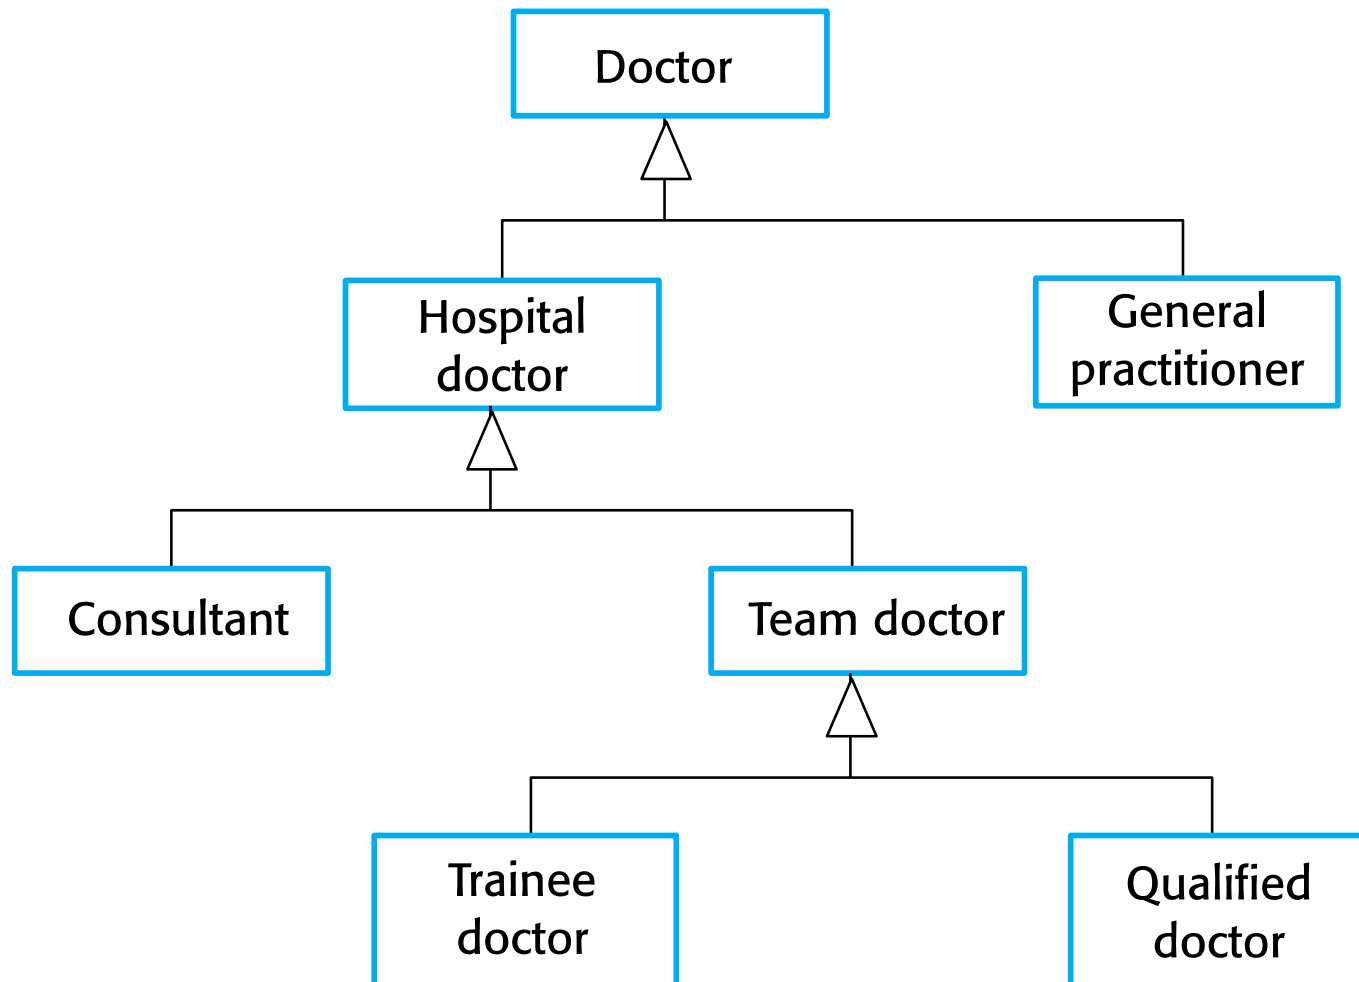 Doctor
Hospital
doctor
General
practitioner
Consultant
Team doctor
Trainee
doctor
Qualified
doctor